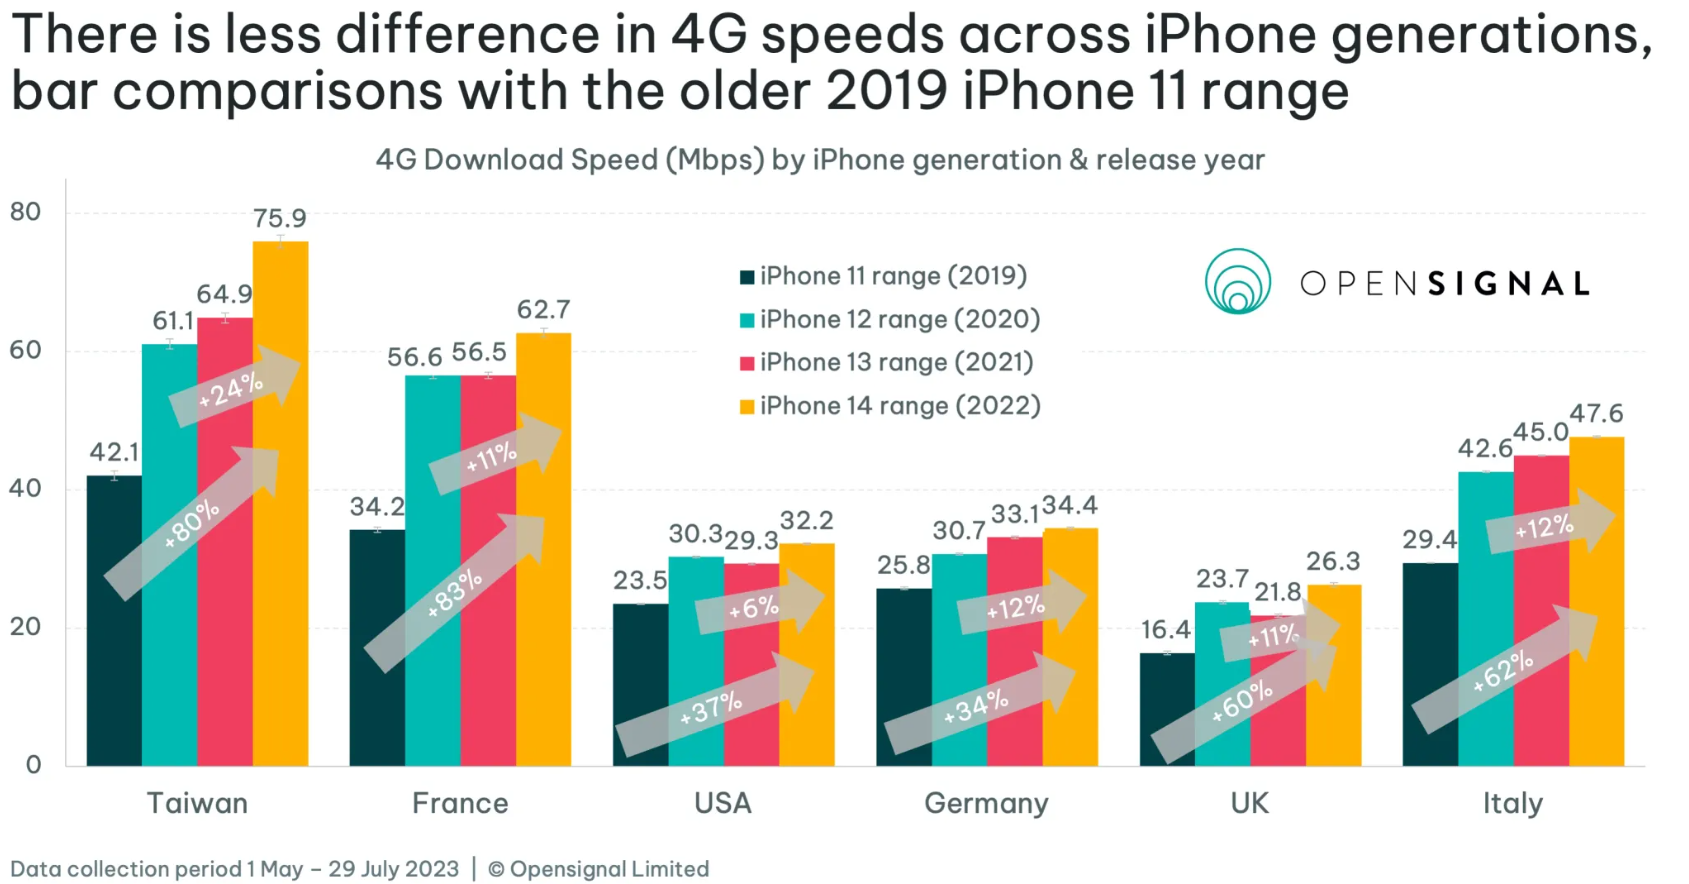 There is less difference in 4G speeds across iPhone generations,
bar comparisons with the older 2019 iPhone 11 range
4G Download Speed (Mbps) by iPhone generation & release year
80
60
40
20
0
iPhone 11 range (2019)
iPhone 12 range (2020)
iPhone 13 range (2021)
iPhone 14 range (2022)
OPENSIGNAL
42.1
61.1
64.9
75.9
+24%
+80%
34.2
56.6
56.5
62.7
+11%
+83%
23.5
30.3
29.3
32.2
+6%
+37%
25.8
30.7
33.1
34.4
+12%
+34%
16.4
23.7
21.8
26.3
+11%
+60%
29.4
42.6
45.0
47.6
+12%
+62%
Taiwan
France
USA
Germany
UK
Italy
Data collection period 1 May – 29 July 2023 | © Opensignal Limited